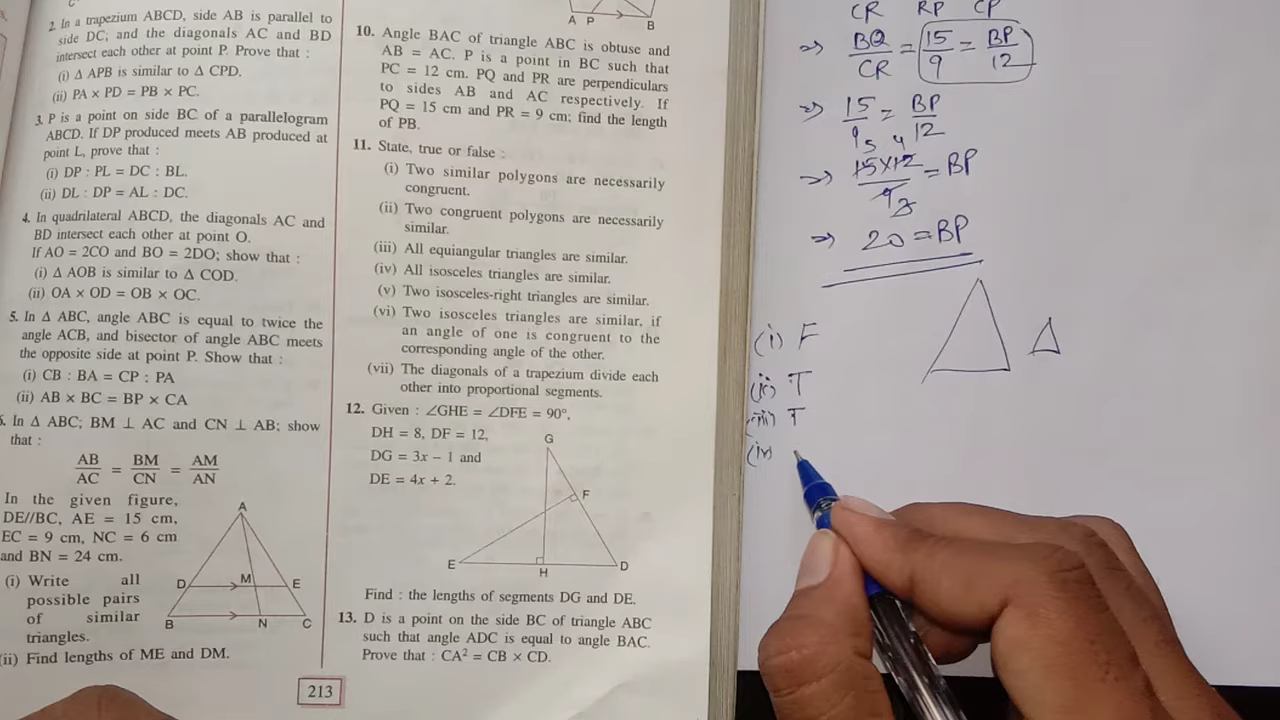 2. In a trapezium ABCD, side AB is parallel to
side DC; and the diagonals AC and BD
intersect each other at point P. Prove that :
(i) Δ APB is similar to Δ CPD.
(ii) PA × PD = PB × PC.
3. P is a point on side BC of a parallelogram
ABCD. If DP produced meets AB produced at
point L, prove that :
(i) DP : PL = DC : BL.
(ii) DL : DP = AL : DC.
4. In quadrilateral ABCD, the diagonals AC and
BD intersect each other at point O.
If AO = 2CO and BO = 2DO; show that :
(i) Δ AOB is similar to Δ COD.
(ii) OA × OD = OB × OC.
5. In Δ ABC, angle ABC is equal to twice the
angle ACB, and bisector of angle ABC meets
the opposite side at point P. Show that :
(i) CB : BA = CP : PA
(ii) AB × BC = BP × CA
6. In Δ ABC; BM ⊥ AC and CN ⊥ AB; show
that :
AB/AC = BM/CN = AM/AN
In the given figure,
DE//BC, AE = 15 cm,
EC = 9 cm, NC = 6 cm
and BN = 24 cm.
(i) Write all
possible pairs
of similar
triangles.
(ii) Find lengths of ME and DM.
A
D M E
B N C
213
A P B
10. Angle BAC of triangle ABC is obtuse and
AB = AC. P is a point in BC such that
PC = 12 cm. PQ and PR are perpendiculars
to sides AB and AC respectively. If
PQ = 15 cm and PR = 9 cm; find the length
of PB.
11. State, true or false :
(i) Two similar polygons are necessarily
congruent.
(ii) Two congruent polygons are necessarily
similar.
(iii) All equiangular triangles are similar.
(iv) All isosceles triangles are similar.
(v) Two isosceles-right triangles are similar.
(vi) Two isosceles triangles are similar, if
an angle of one is congruent to the
corresponding angle of the other.
(vii) The diagonals of a trapezium divide each
other into proportional segments.
12. Given : ∠GHE = ∠DFE = 90°,
DH = 8, DF = 12,
DG = 3x – 1 and
DE = 4x + 2.
G
F
E H D
Find : the lengths of segments DG and DE.
13. D is a point on the side BC of triangle ABC
such that angle ADC is equal to angle BAC.
Prove that : CA² = CB × CD.
CR RP CP
⇒ BQ/CR = 15/9 = BP/12
⇒ 15/9 = BP/12
⇒ 15×12/9 = BP
⇒ 20 = BP
(i) F
(ii) T
(iii) T
(iv)